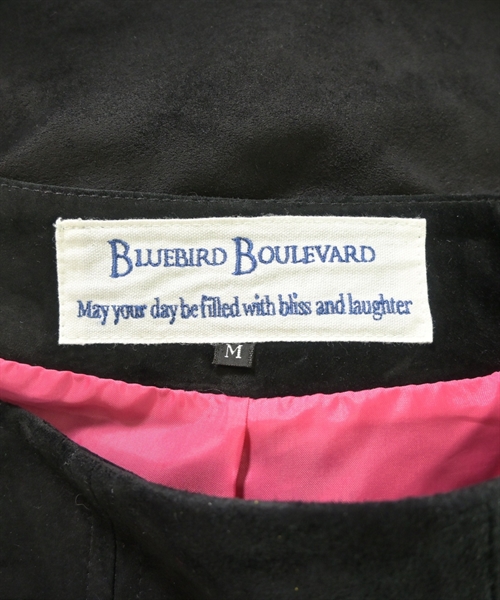 BLUEBIRD BOULEVARD
May your day be filled with bliss and laughter
M